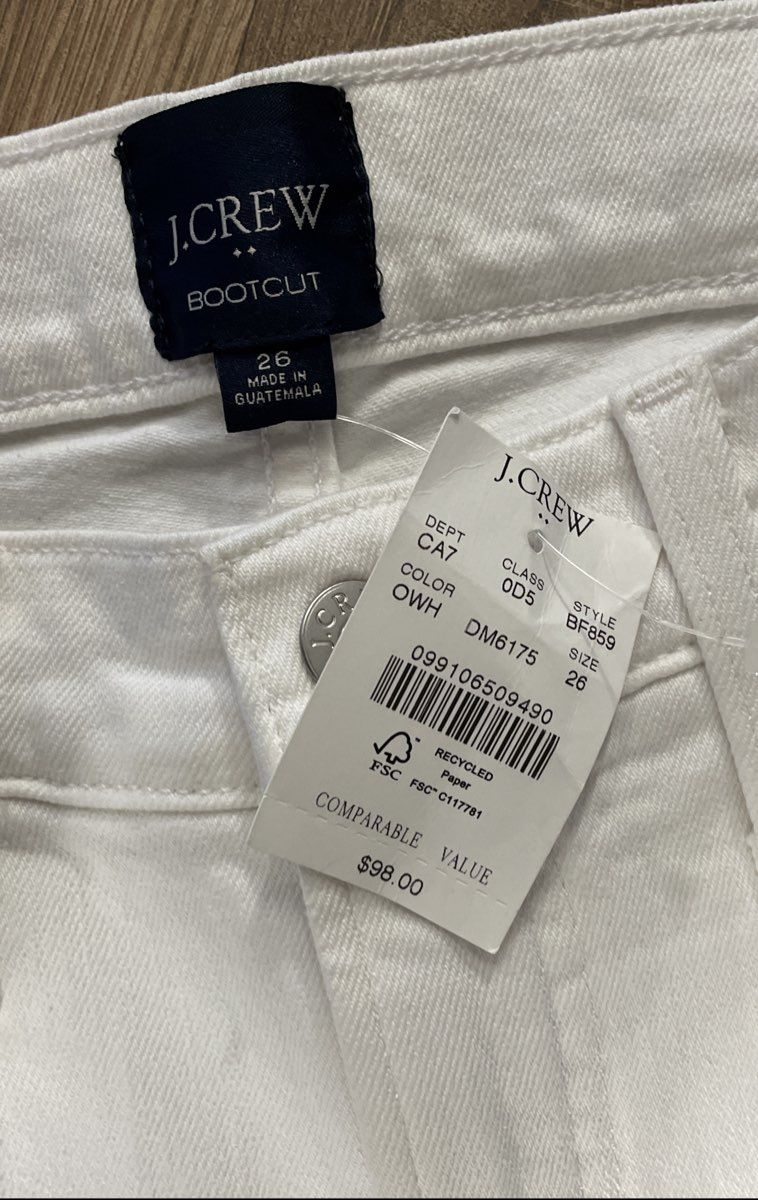 J.CREW
BOOTCUT
26
MADE IN
GUATEMALA
J.CREW
DEPT CLASS STYLE
CA7 0D5 BF859
COLOR SIZE
OWH DM6175 26
099106509490
FSC
RECYCLED
Paper
FSC™ C117781
COMPARABLE VALUE
$98.00
J.CR